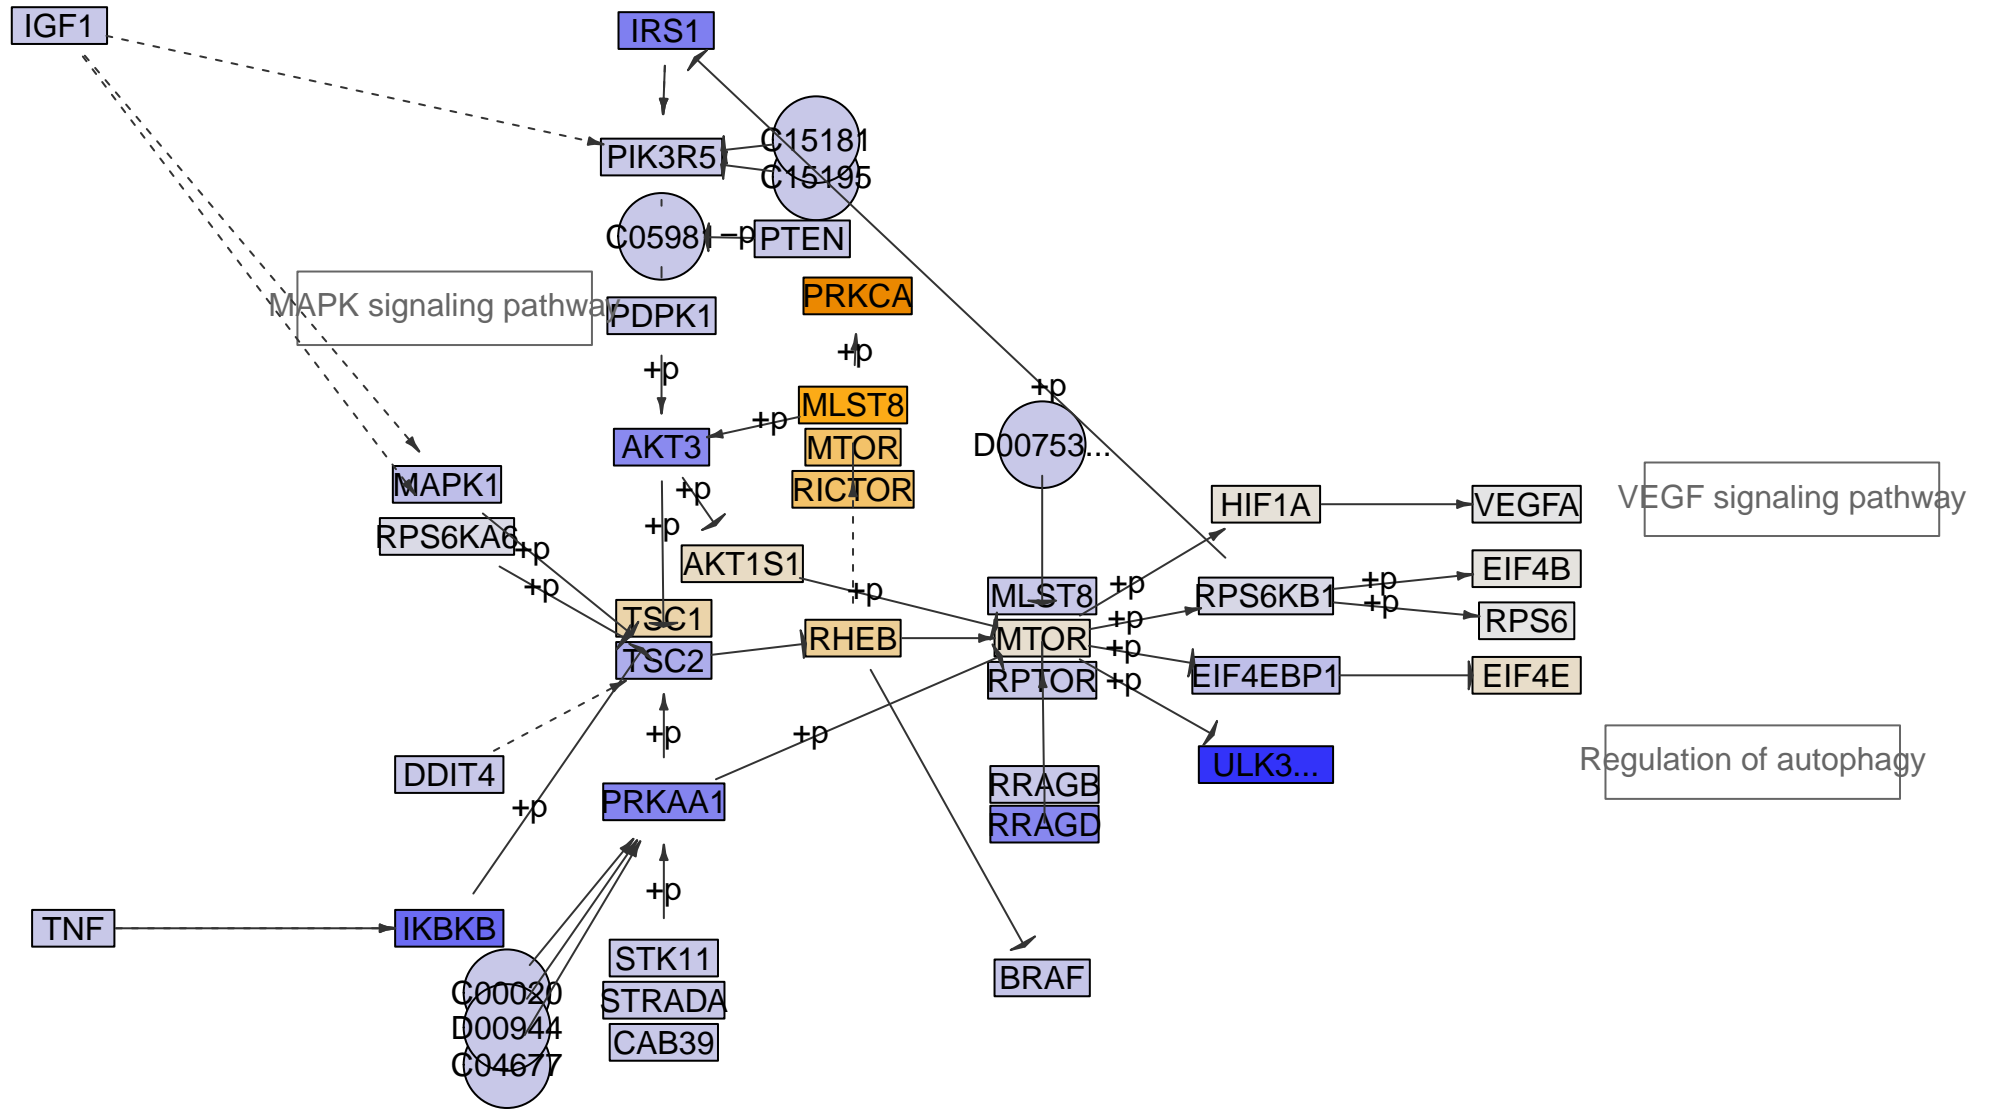 IGF1
IRS1
C15181
PIK3R5
C15195
C0598
–p
PTEN
PRKCA
MAPK signaling pathway
PDPK1
+p
+p
+p
MLST8
+p
AKT3
MTOR
D00753...
MAPK1
RICTOR
+p
HIF1A
VEGFA
VEGF signaling pathway
RPS6KA6
+p
+p
AKT1S1
EIF4B
+p
+p
+p
+p
MLST8
RPS6KB1
+p
TSC1
+p
RPS6
RHEB
MTOR
+p
TSC2
RPTOR
+p
EIF4EBP1
EIF4E
+p
+p
DDIT4
RRAGB
ULK3...
Regulation of autophagy
PRKAA1
+p
RRAGD
+p
TNF
IKBKB
STK11
BRAF
C00020
STRADA
D00944
CAB39
C04677